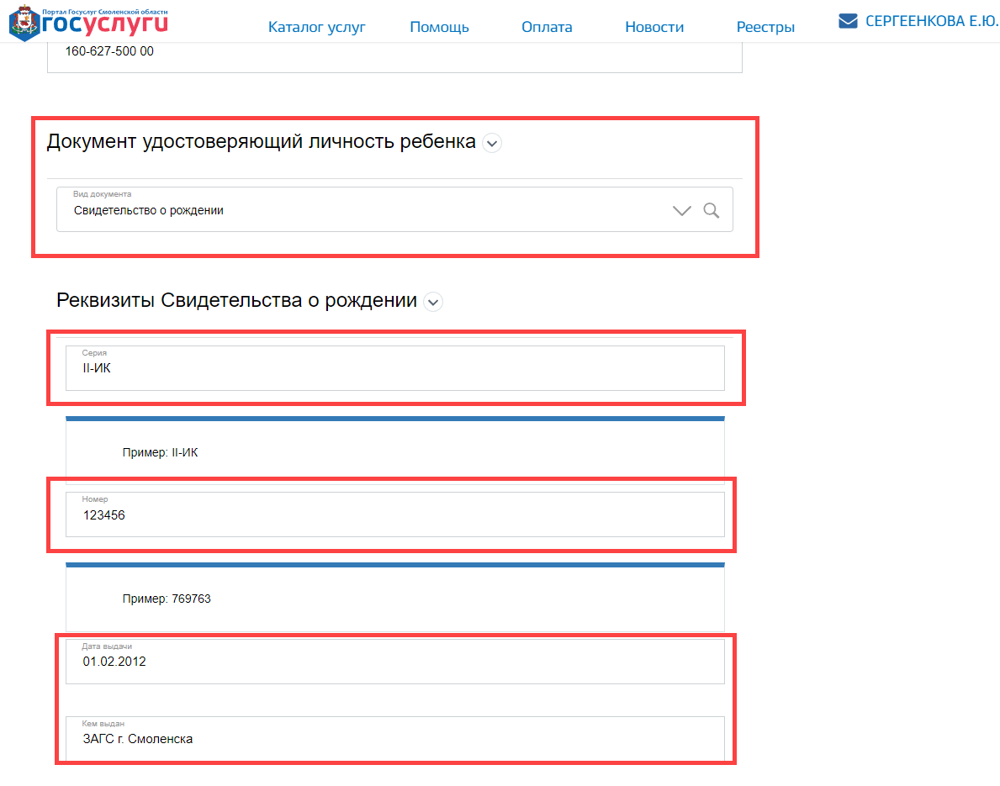 Портал Госуслуг Смоленской области
госуслуги
Каталог услуг
Помощь
Оплата
Новости
Реестры
СЕРГЕЕНКОВА Е.Ю.
160-627-500 00
Документ удостоверяющий личность ребенка
Вид документа
Свидетельство о рождении
Реквизиты Свидетельства о рождении
Серия
II-ИК
Пример: II-ИК
Номер
123456
Пример: 769763
Дата выдачи
01.02.2012
Кем выдан
ЗАГС г. Смоленска